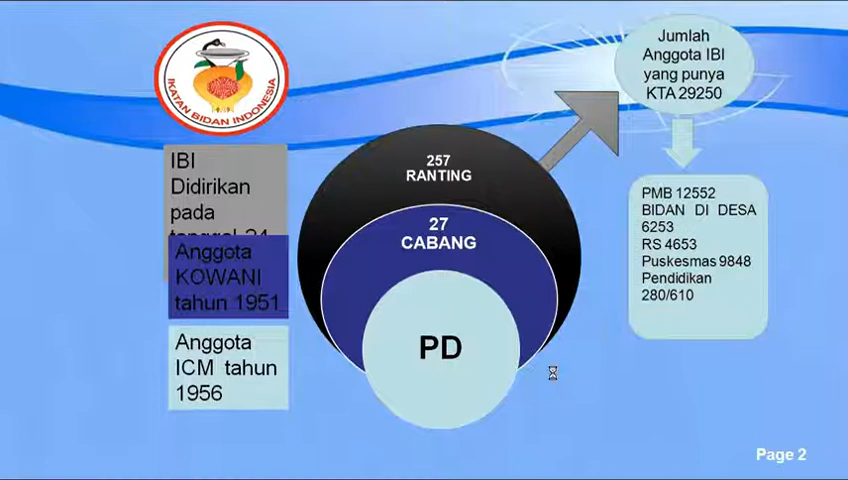 IKATAN BIDAN INDONESIA
IBI
Didirikan
pada
tanggal 24
Anggota
KOWANI
tahun 1951
Anggota
ICM tahun
1956
257
RANTING
27
CABANG
PD
Jumlah
Anggota IBI
yang punya
KTA 29250
PMB 12552
BIDAN DI DESA
6253
RS 4653
Puskesmas 9848
Pendidikan
280/610
Page 2